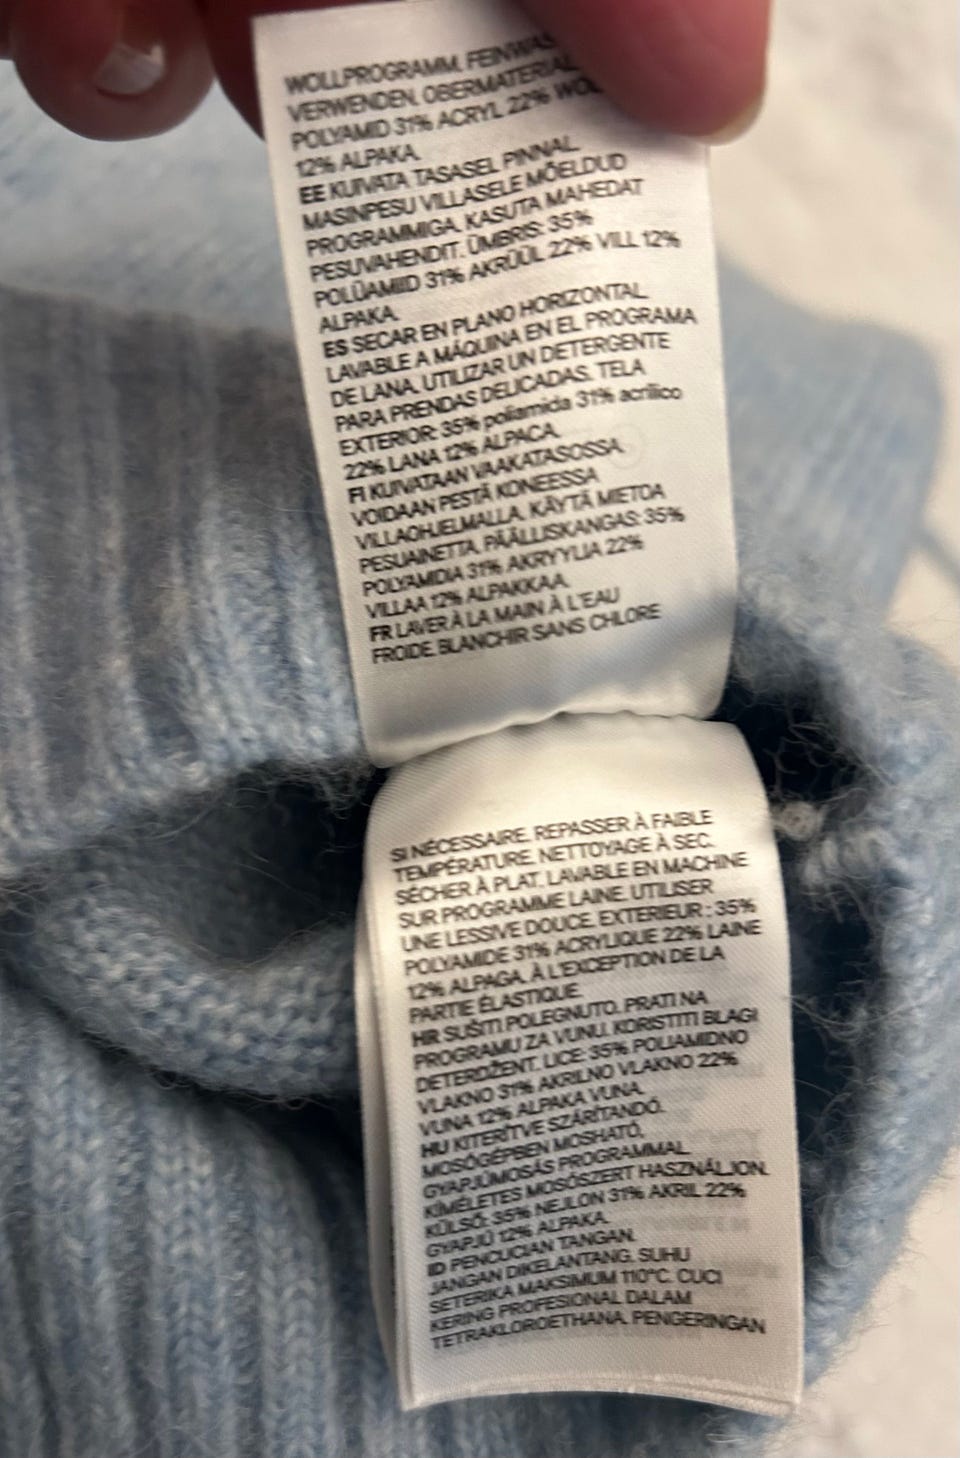 WOLLPROGRAMM. FEINWAS
VERWENDEN. OBERMATERIAL
POLYAMID 31% ACRYL 22% WOL
12% ALPAKA.
EE KUIVATA TASASEL PINNAL.
MASINPESU VILLASELE MÕELDUD
PROGRAMMIGA. KASUTA MAHEDAT
PESUVAHENDIT. ÜMBRIS: 35%
POLÜAMIID 31% AKRÜÜL 22% VILL 12%
ALPAKA.
ES SECAR EN PLANO HORIZONTAL.
LAVABLE A MÁQUINA EN EL PROGRAMA
DE LANA. UTILIZAR UN DETERGENTE
PARA PRENDAS DELICADAS. TELA
EXTERIOR: 35% poliamida 31% acrílico
22% LANA 12% ALPACA.
FI KUIVATAAN VAAKATASOSSA.
VOIDAAN PESTÄ KONEESSA
VILLAOHJELMALLA. KÄYTÄ MIETOA
PESUAINETTA. PÄÄLLISKANGAS: 35%
POLYAMIDIA 31% AKRYYLIA 22%
VILLAA 12% ALPAKKAA.
FR LAVER À LA MAIN À L'EAU
FROIDE. BLANCHIR SANS CHLORE
SI NÉCESSAIRE. REPASSER À FAIBLE
TEMPÉRATURE. NETTOYAGE À SEC.
SÉCHER À PLAT. LAVABLE EN MACHINE
SUR PROGRAMME LAINE. UTILISER
UNE LESSIVE DOUCE. EXTERIEUR : 35%
POLYAMIDE 31% ACRYLIQUE 22% LAINE
12% ALPAGA, À L'EXCEPTION DE LA
PARTIE ÉLASTIQUE.
HR SUŠITI POLEGNUTO. PRATI NA
PROGRAMU ZA VUNU. KORISTITI BLAGI
DETERDŽENT. LICE: 35% POLIAMIDNO
VLAKNO 31% AKRILNO VLAKNO 22%
VUNA 12% ALPAKA VUNA.
HU KITERÍTVE SZÁRÍTANDÓ.
MOSÓGÉPBEN MOSHATÓ,
GYAPJÚMOSÁS PROGRAMMAL.
KÍMÉLETES MOSÓSZERT HASZNÁLJON.
KÜLSŐ: 35% NEJLON 31% AKRIL 22%
GYAPJÚ 12% ALPAKA.
ID PENCUCIAN TANGAN.
JANGAN DIKELANTANG. SUHU
SETERIKA MAKSIMUM 110°C. CUCI
KERING PROFESIONAL DALAM
TETRAKLOROETHANA. PENGERINGAN